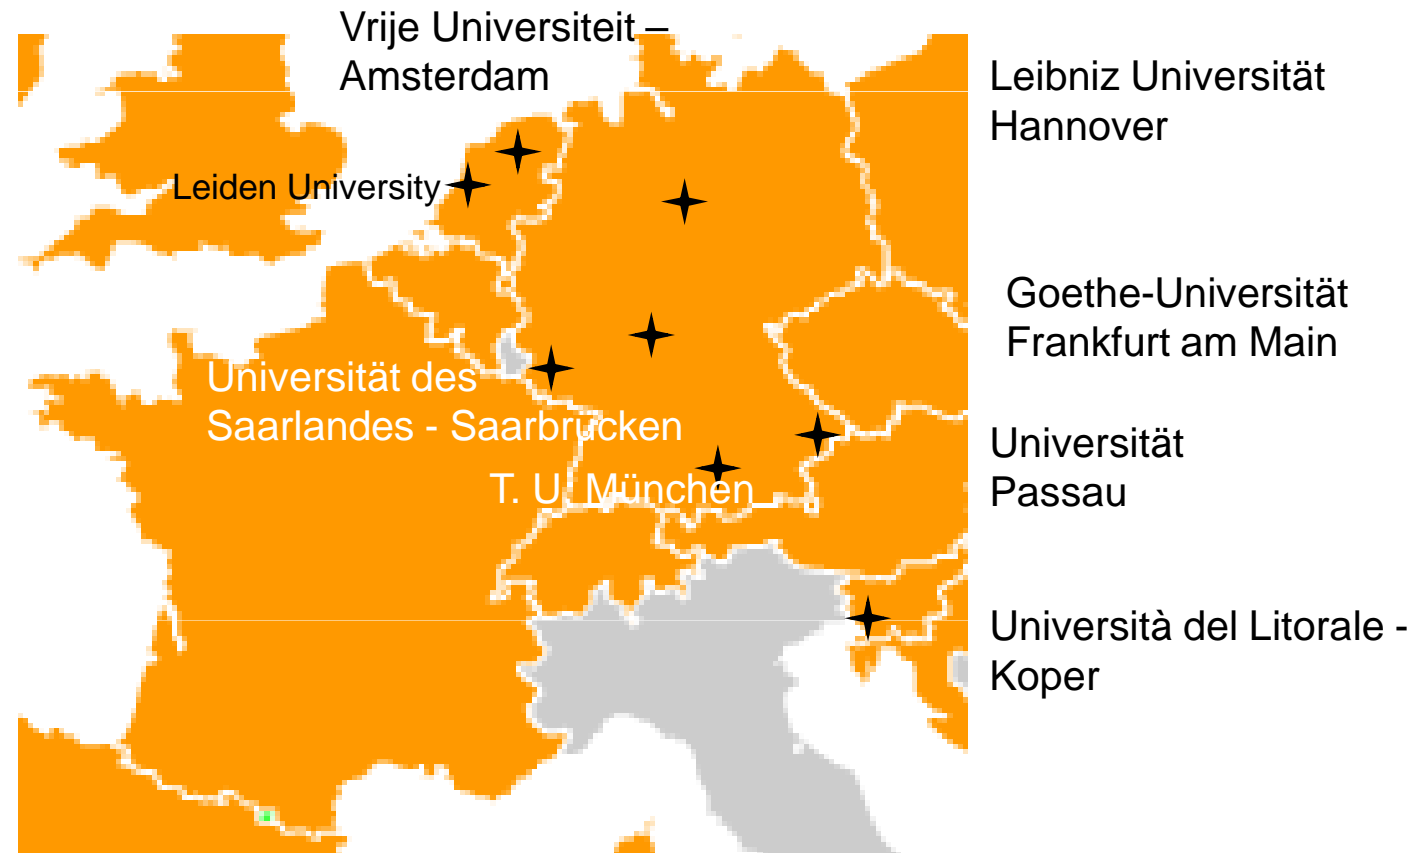 Vrije Universiteit –
Amsterdam
Leibniz Universität
Hannover
Leiden University
Goethe-Universität
Frankfurt am Main
Universität des
Saarlandes - Saarbrücken
Universität
Passau
T. U. München
Università del Litorale -
Koper